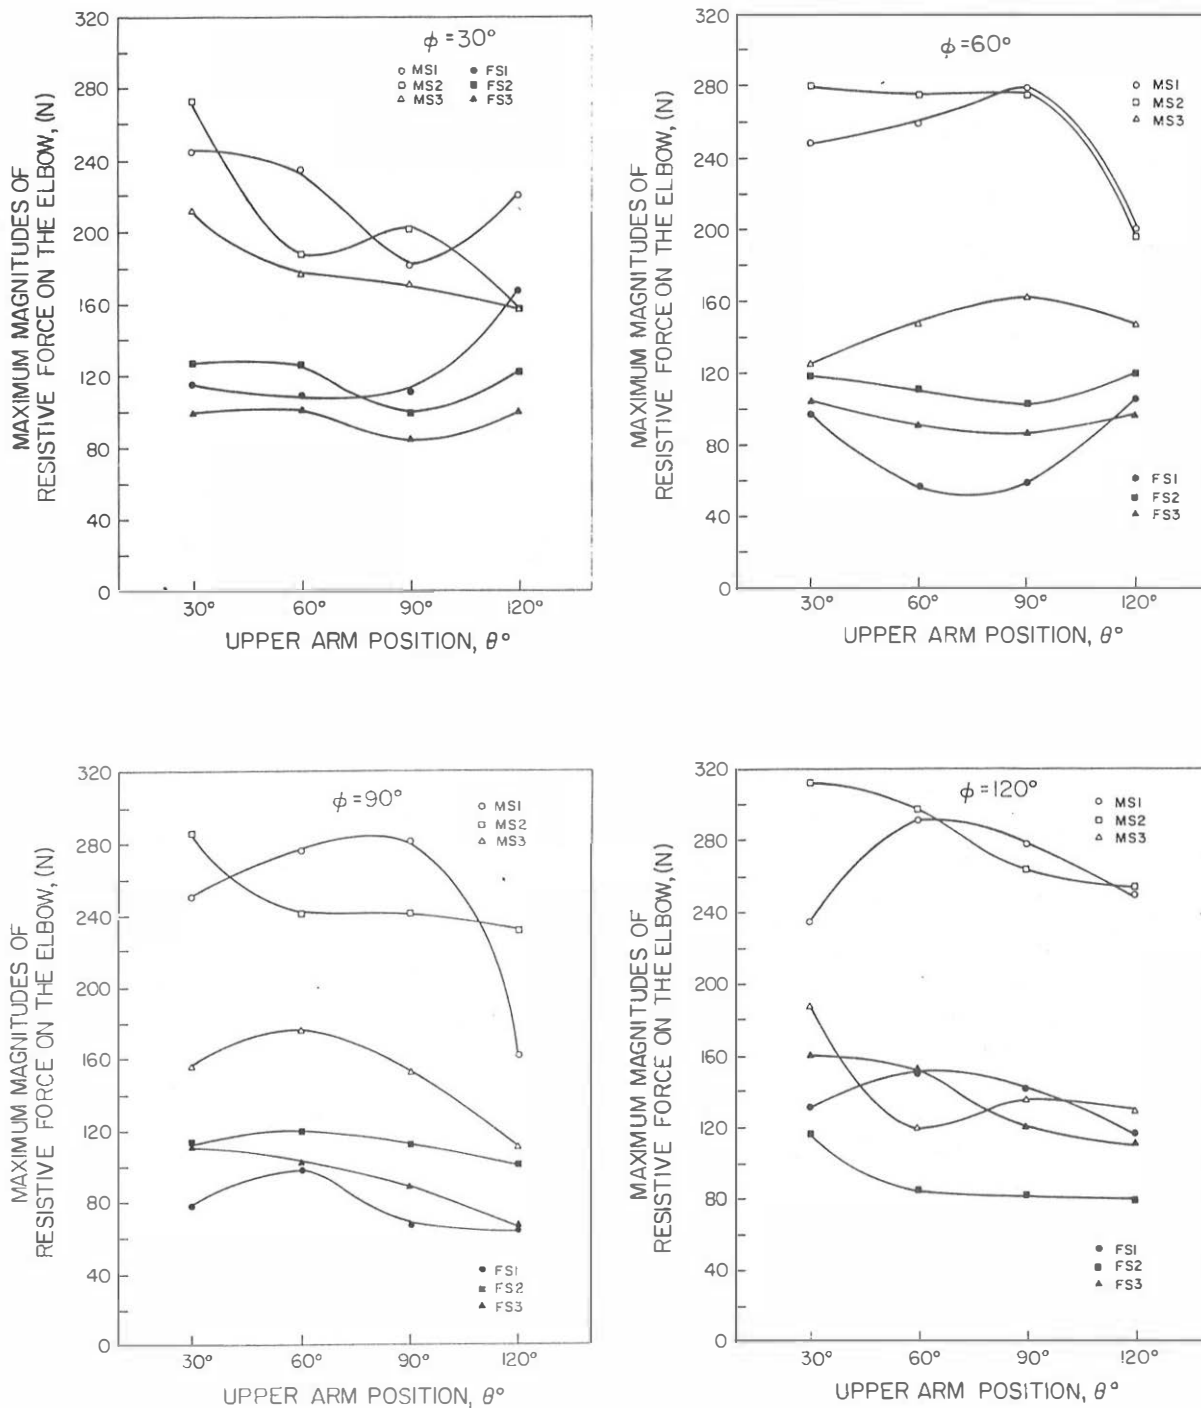 MAXIMUM MAGNITUDES OF
RESISTIVE FORCE ON THE ELBOW, (N)
320
280
240
200
160
120
80
40
0
ϕ = 30°
MS1 FS1
MS2 FS2
MS3 FS3
30° 60° 90° 120°
UPPER ARM POSITION, θ°
MAXIMUM MAGNITUDES OF
RESISTIVE FORCE ON THE ELBOW, (N)
320
280
240
200
160
120
80
40
0
ϕ = 60°
MS1
MS2
MS3
FS1
FS2
FS3
30° 60° 90° 120°
UPPER ARM POSITION, θ°
MAXIMUM MAGNITUDES OF
RESISTIVE FORCE ON THE ELBOW, (N)
320
280
240
200
160
120
80
40
0
ϕ = 90°
MS1
MS2
MS3
FS1
FS2
FS3
30° 60° 90° 120°
UPPER ARM POSITION, θ°
MAXIMUM MAGNITUDES OF
RESISTIVE FORCE ON THE ELBOW, (N)
320
280
240
200
160
120
80
40
0
ϕ = 120°
MS1
MS2
MS3
FS1
FS2
FS3
30° 60° 90° 120°
UPPER ARM POSITION, θ°